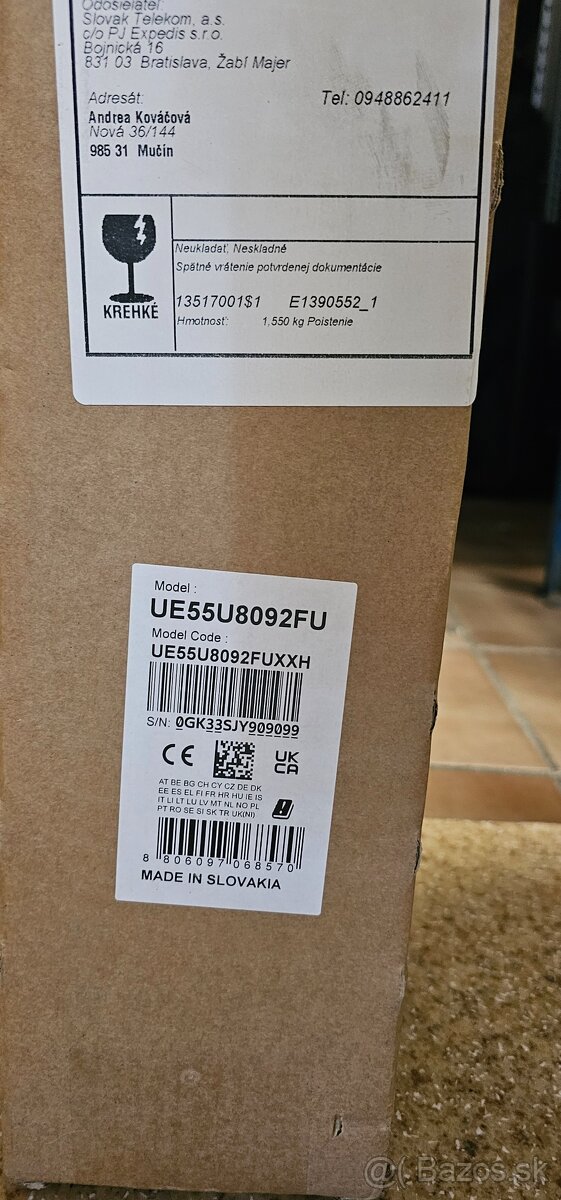 Odosielateľ:
Slovak Telekom, a.s.
c/o PJ Expedis s.r.o.
Bojnická 16
831 03 Bratislava, Žabí Majer
Adresát:
Tel: 0948862411
Andrea Kováčová
Nová 36/144
985 31 Mučín
Neukladať, Neskladné
Spätné vrátenie potvrdenej dokumentácie
13517001$1 E1390552_1
KREHKÉ
Hmotnosť: 1,550 kg Poistenie
Model :
UE55U8092FU
Model Code :
UE55U8092FUXXH
S/N: 0GK33SJY909099
CE
UK
CA
AT BE BG CH CY CZ DE DK
EE ES EL FI FR HR HU IE IS
IT LI LT LU LV MT NL NO PL
PT RO SE SI SK TR UK(NI)
8 806097 068570
MADE IN SLOVAKIA
Bazos.sk